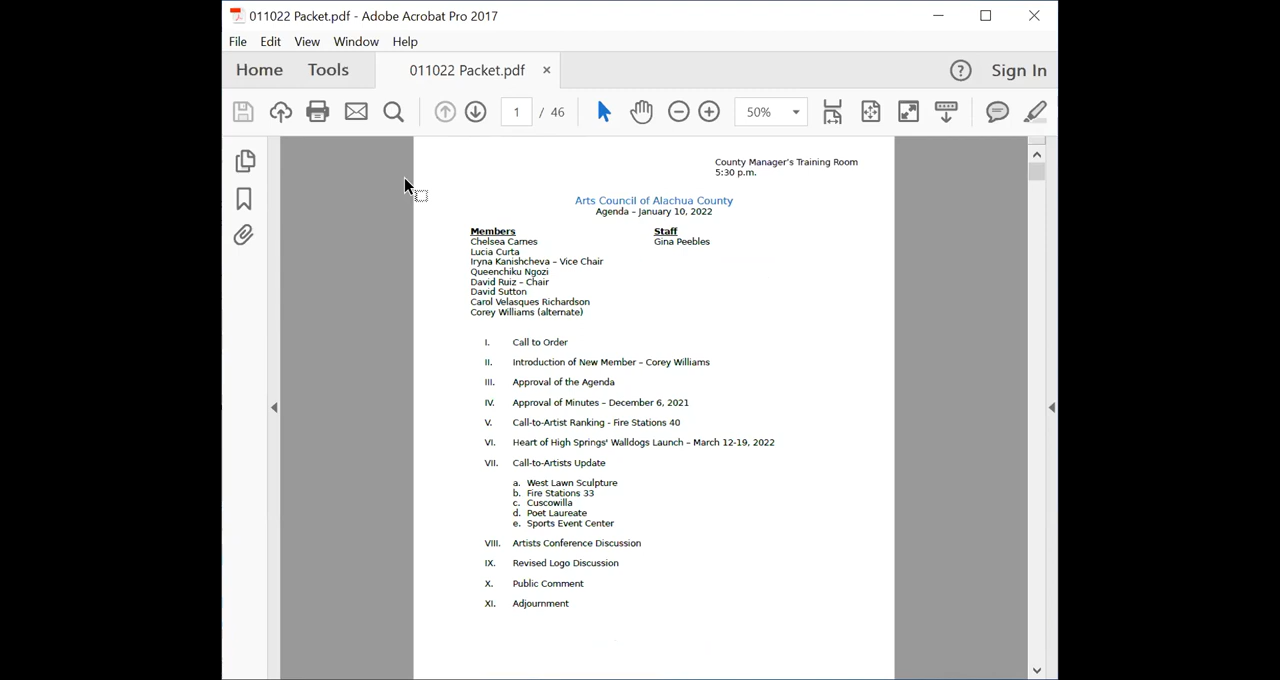 011022 Packet.pdf - Adobe Acrobat Pro 2017
File Edit View Window Help
Home Tools 011022 Packet.pdf × ? Sign In
1 / 46 50%
County Manager's Training Room
5:30 p.m.
Arts Council of Alachua County
Agenda – January 10, 2022
Members Staff
Chelsea Carnes Gina Peebles
Lucia Curta
Iryna Kanishcheva – Vice Chair
Queenchiku Ngozi
David Ruiz – Chair
David Sutton
Carol Velasques Richardson
Corey Williams (alternate)
I. Call to Order
II. Introduction of New Member – Corey Williams
III. Approval of the Agenda
IV. Approval of Minutes – December 6, 2021
V. Call-to-Artist Ranking - Fire Stations 40
VI. Heart of High Springs' Walldogs Launch – March 12-19, 2022
VII. Call-to-Artists Update
a. West Lawn Sculpture
b. Fire Stations 33
c. Cuscowilla
d. Poet Laureate
e. Sports Event Center
VIII. Artists Conference Discussion
IX. Revised Logo Discussion
X. Public Comment
XI. Adjournment